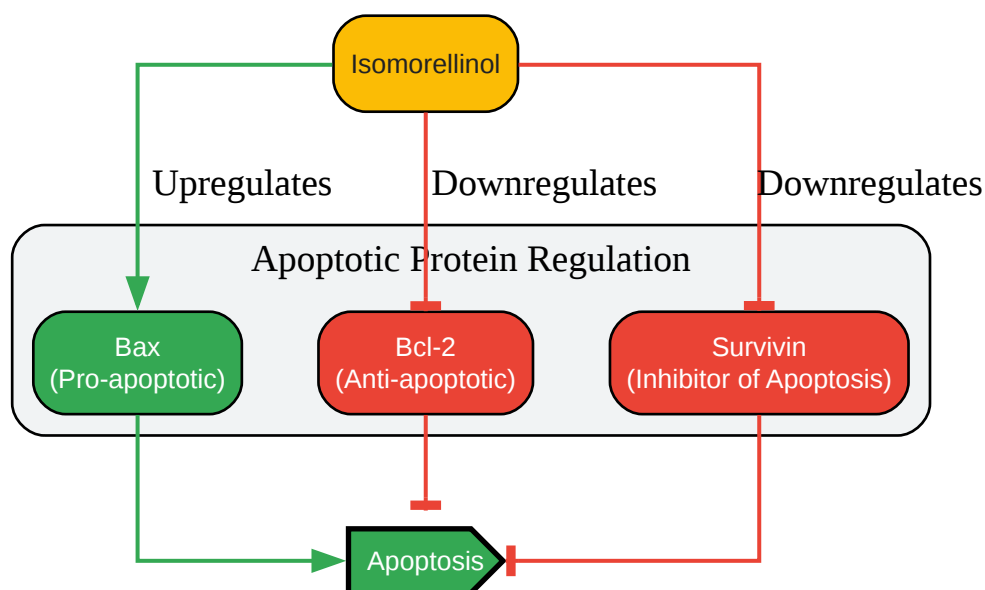 Isomorellinol
Upregulates
Downregulates
Downregulates
Apoptotic Protein Regulation
Bax
(Pro-apoptotic)
Bcl-2
(Anti-apoptotic)
Survivin
(Inhibitor of Apoptosis)
Apoptosis